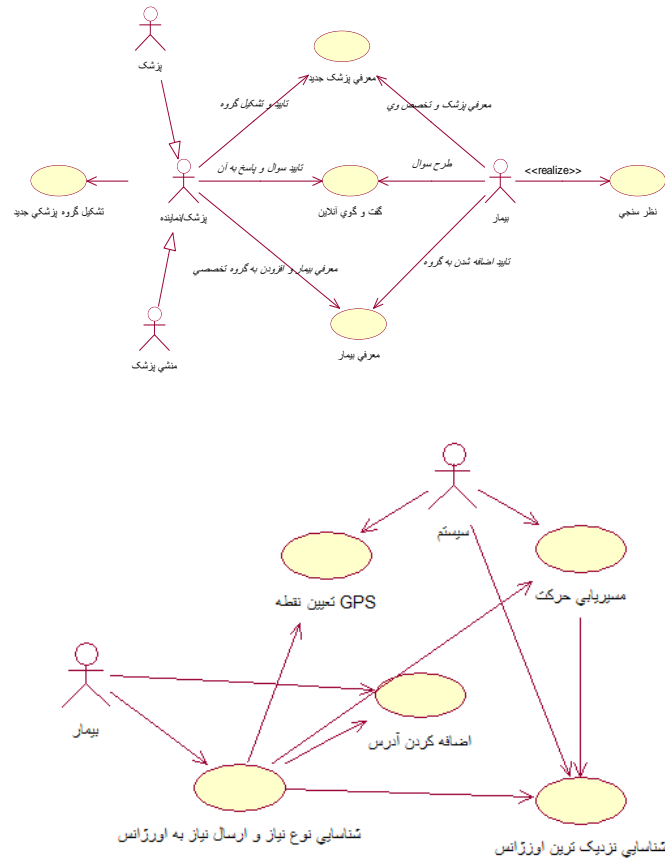 پزشک
معرفي پزشک جديد
تاييد و تشکيل گروه
معرفي پزشک و تخصص وي
تاييد سوال و پاسخ به آن
طرح سوال
<<realize>>
تشکيل گروه پزشکي جديد
پزشک/نماينده
گفت و گوي آنلاين
بيمار
نظر سنجي
معرفي بيمار و افزودن به گروه تخصصي
تاييد اضافه شدن به گروه
منشي پزشک
معرفي بيمار
سيستم
تعيين نقطه GPS
مسيريابي حرکت
بيمار
اضافه کردن آدرس
شناسايي نوع نياز و ارسال نياز به اورژانس
شناسايي نزديک ترين اوزژانس